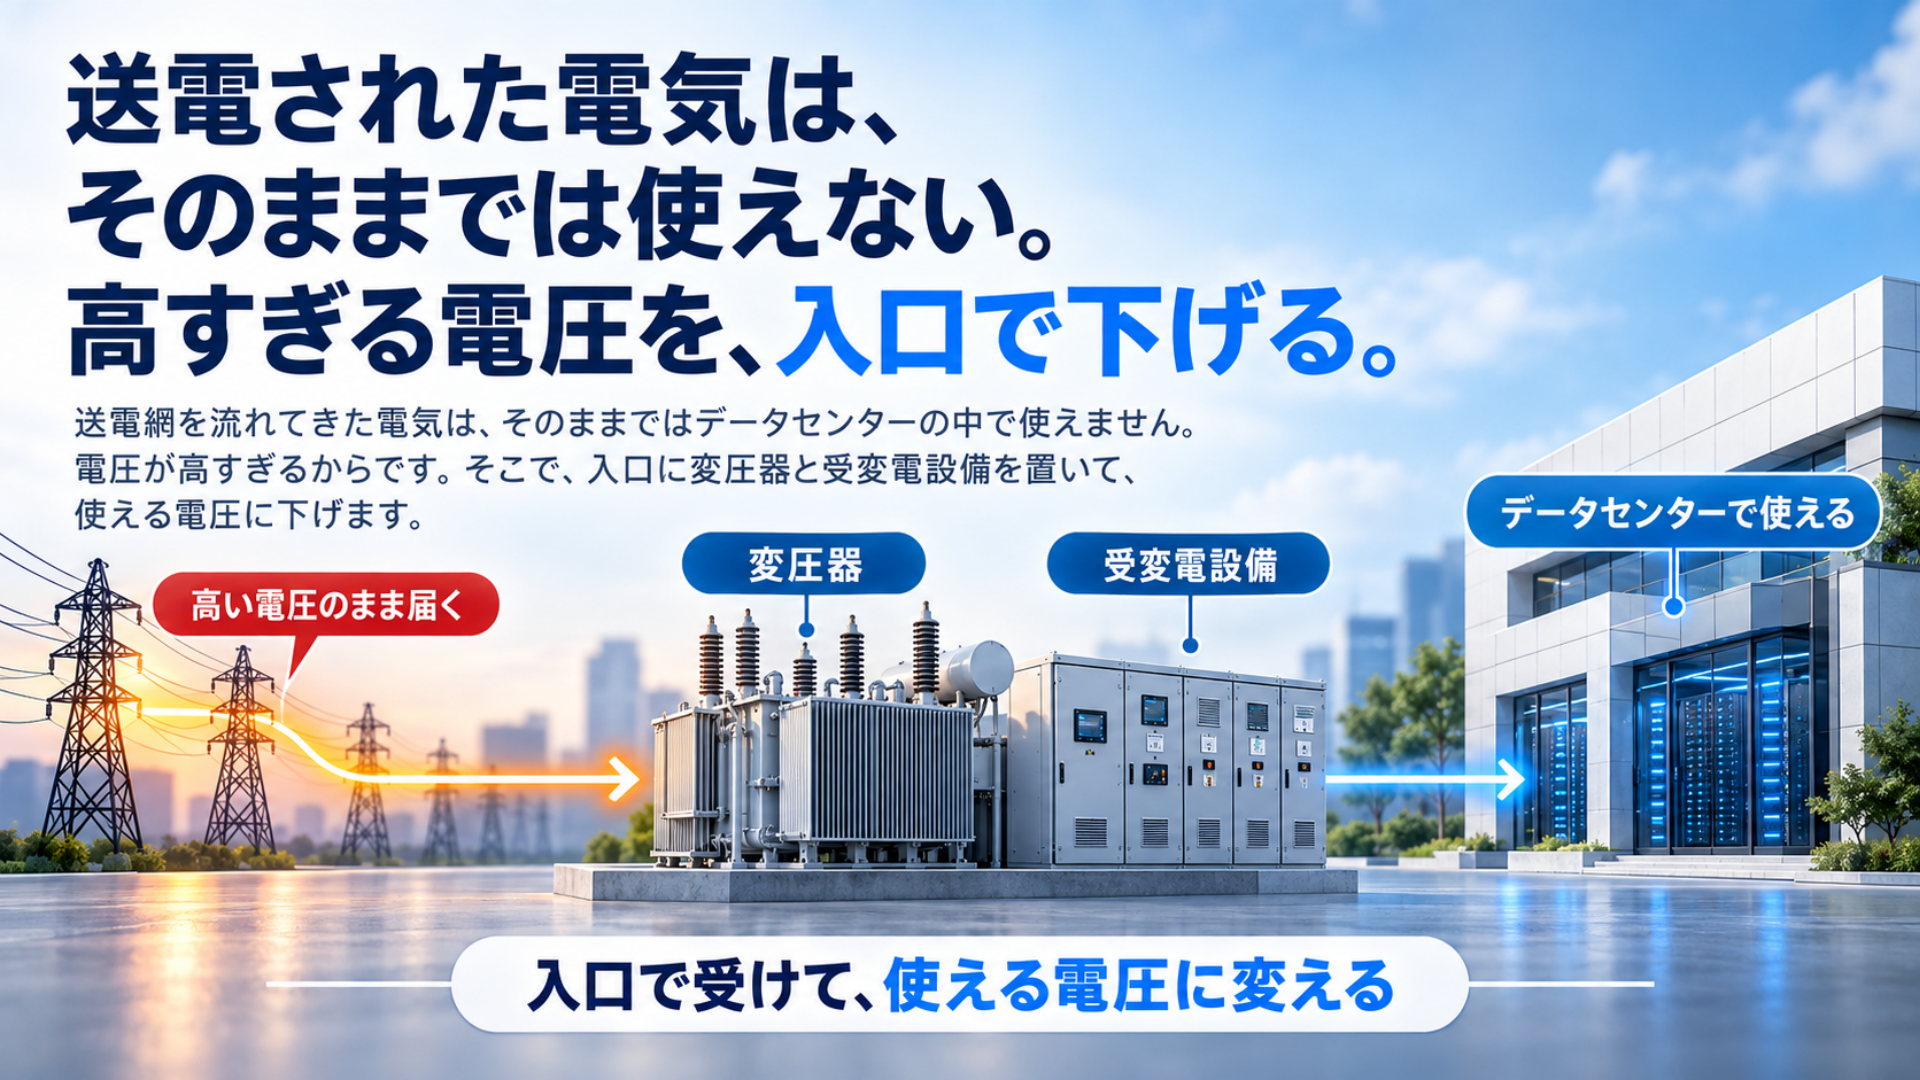 送電された電気は、
そのままでは使えない。
高すぎる電圧を、入口で下げる。
送電網を流れてきた電気は、そのままではデータセンターの中で使えません。
電圧が高すぎるからです。そこで、入口に変圧器と受変電設備を置いて、
使える電圧に下げます。
高い電圧のまま届く
変圧器
受変電設備
データセンターで使える
入口で受けて、使える電圧に変える